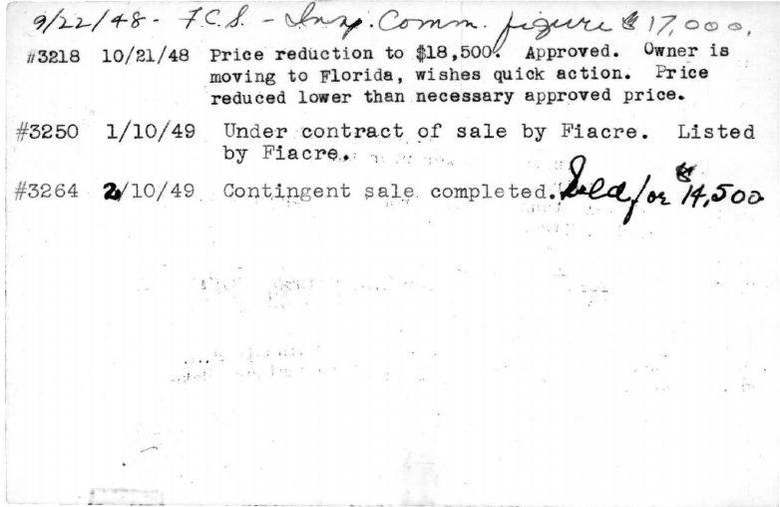 9/22/48 - F.C.S. - Insp. Comm. figure $17,000.
#3218 10/21/48 Price reduction to $18,500. Approved. Owner is
moving to Florida, wishes quick action. Price
reduced lower than necessary approved price.
#3250 1/10/49 Under contract of sale by Fiacre. Listed
by Fiacre.
#3264 2/10/49 Contingent sale completed. Sold for $14,500